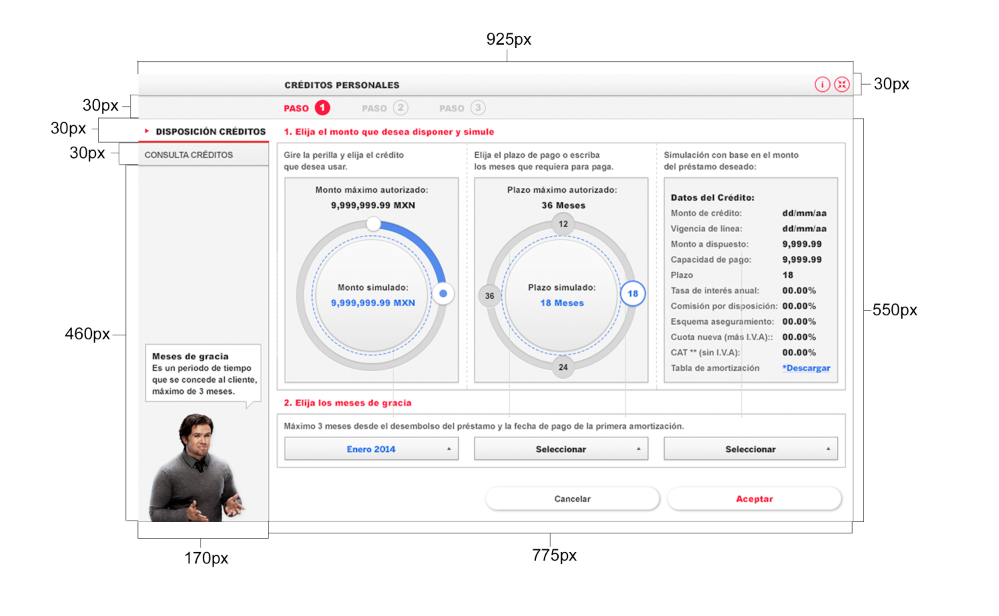 925px
CRÉDITOS PERSONALES
i
30px
30px
PASO 1
PASO 2
PASO 3
30px
DISPOSICIÓN CRÉDITOS
1. Elija el monto que desea disponer y simule
30px
CONSULTA CRÉDITOS
Gire la perilla y elija el crédito
que desea usar.
Elija el plazo de pago o escriba
los meses que requiera para paga.
Simulación con base en el monto
del préstamo deseado:
Monto máximo autorizado:
9,999,999.99 MXN
Monto simulado:
9,999,999.99 MXN
Plazo máximo autorizado:
36 Meses
12
36
Plazo simulado:
18 Meses
18
24
Datos del Crédito:
Monto de crédito: dd/mm/aa
Vigencia de línea: dd/mm/aa
Monto a dispuesto: 9,999.99
Capacidad de pago: 9,999.99
Plazo 18
Tasa de interés anual: 00.00%
Comisión por disposición: 00.00%
Esquema aseguramiento: 00.00%
Cuota nueva (más I.V.A):: 00.00%
CAT ** (sin I.V.A): 00.00%
Tabla de amortización *Descargar
550px
460px
Meses de gracia
Es un periodo de tiempo
que se concede al cliente,
máximo de 3 meses.
2. Elija los meses de gracia
Máximo 3 meses desde el desembolso del préstamo y la fecha de pago de la primera amortización.
Enero 2014
Seleccionar
Seleccionar
Cancelar
Aceptar
170px
775px